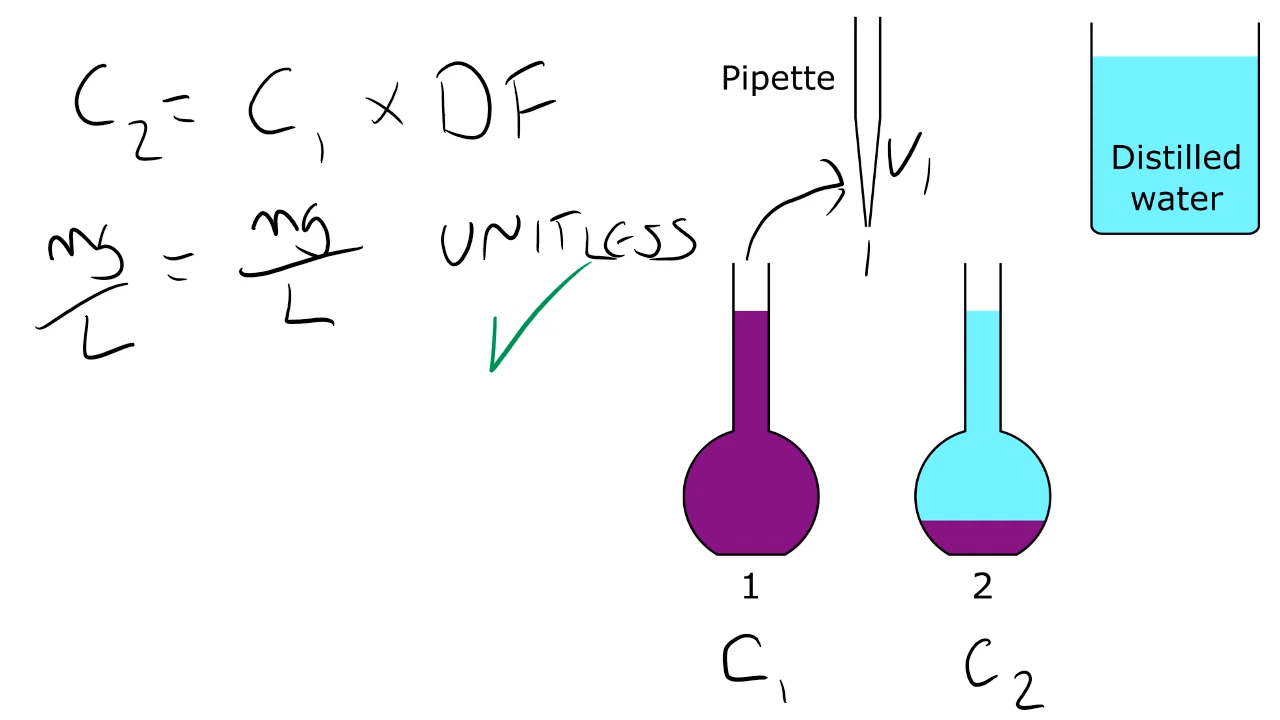 C₂ = C₁ × DF
mg/L = mg/L UNITLESS
Pipette
V₁
Distilled
water
1
2
C₁
C₂